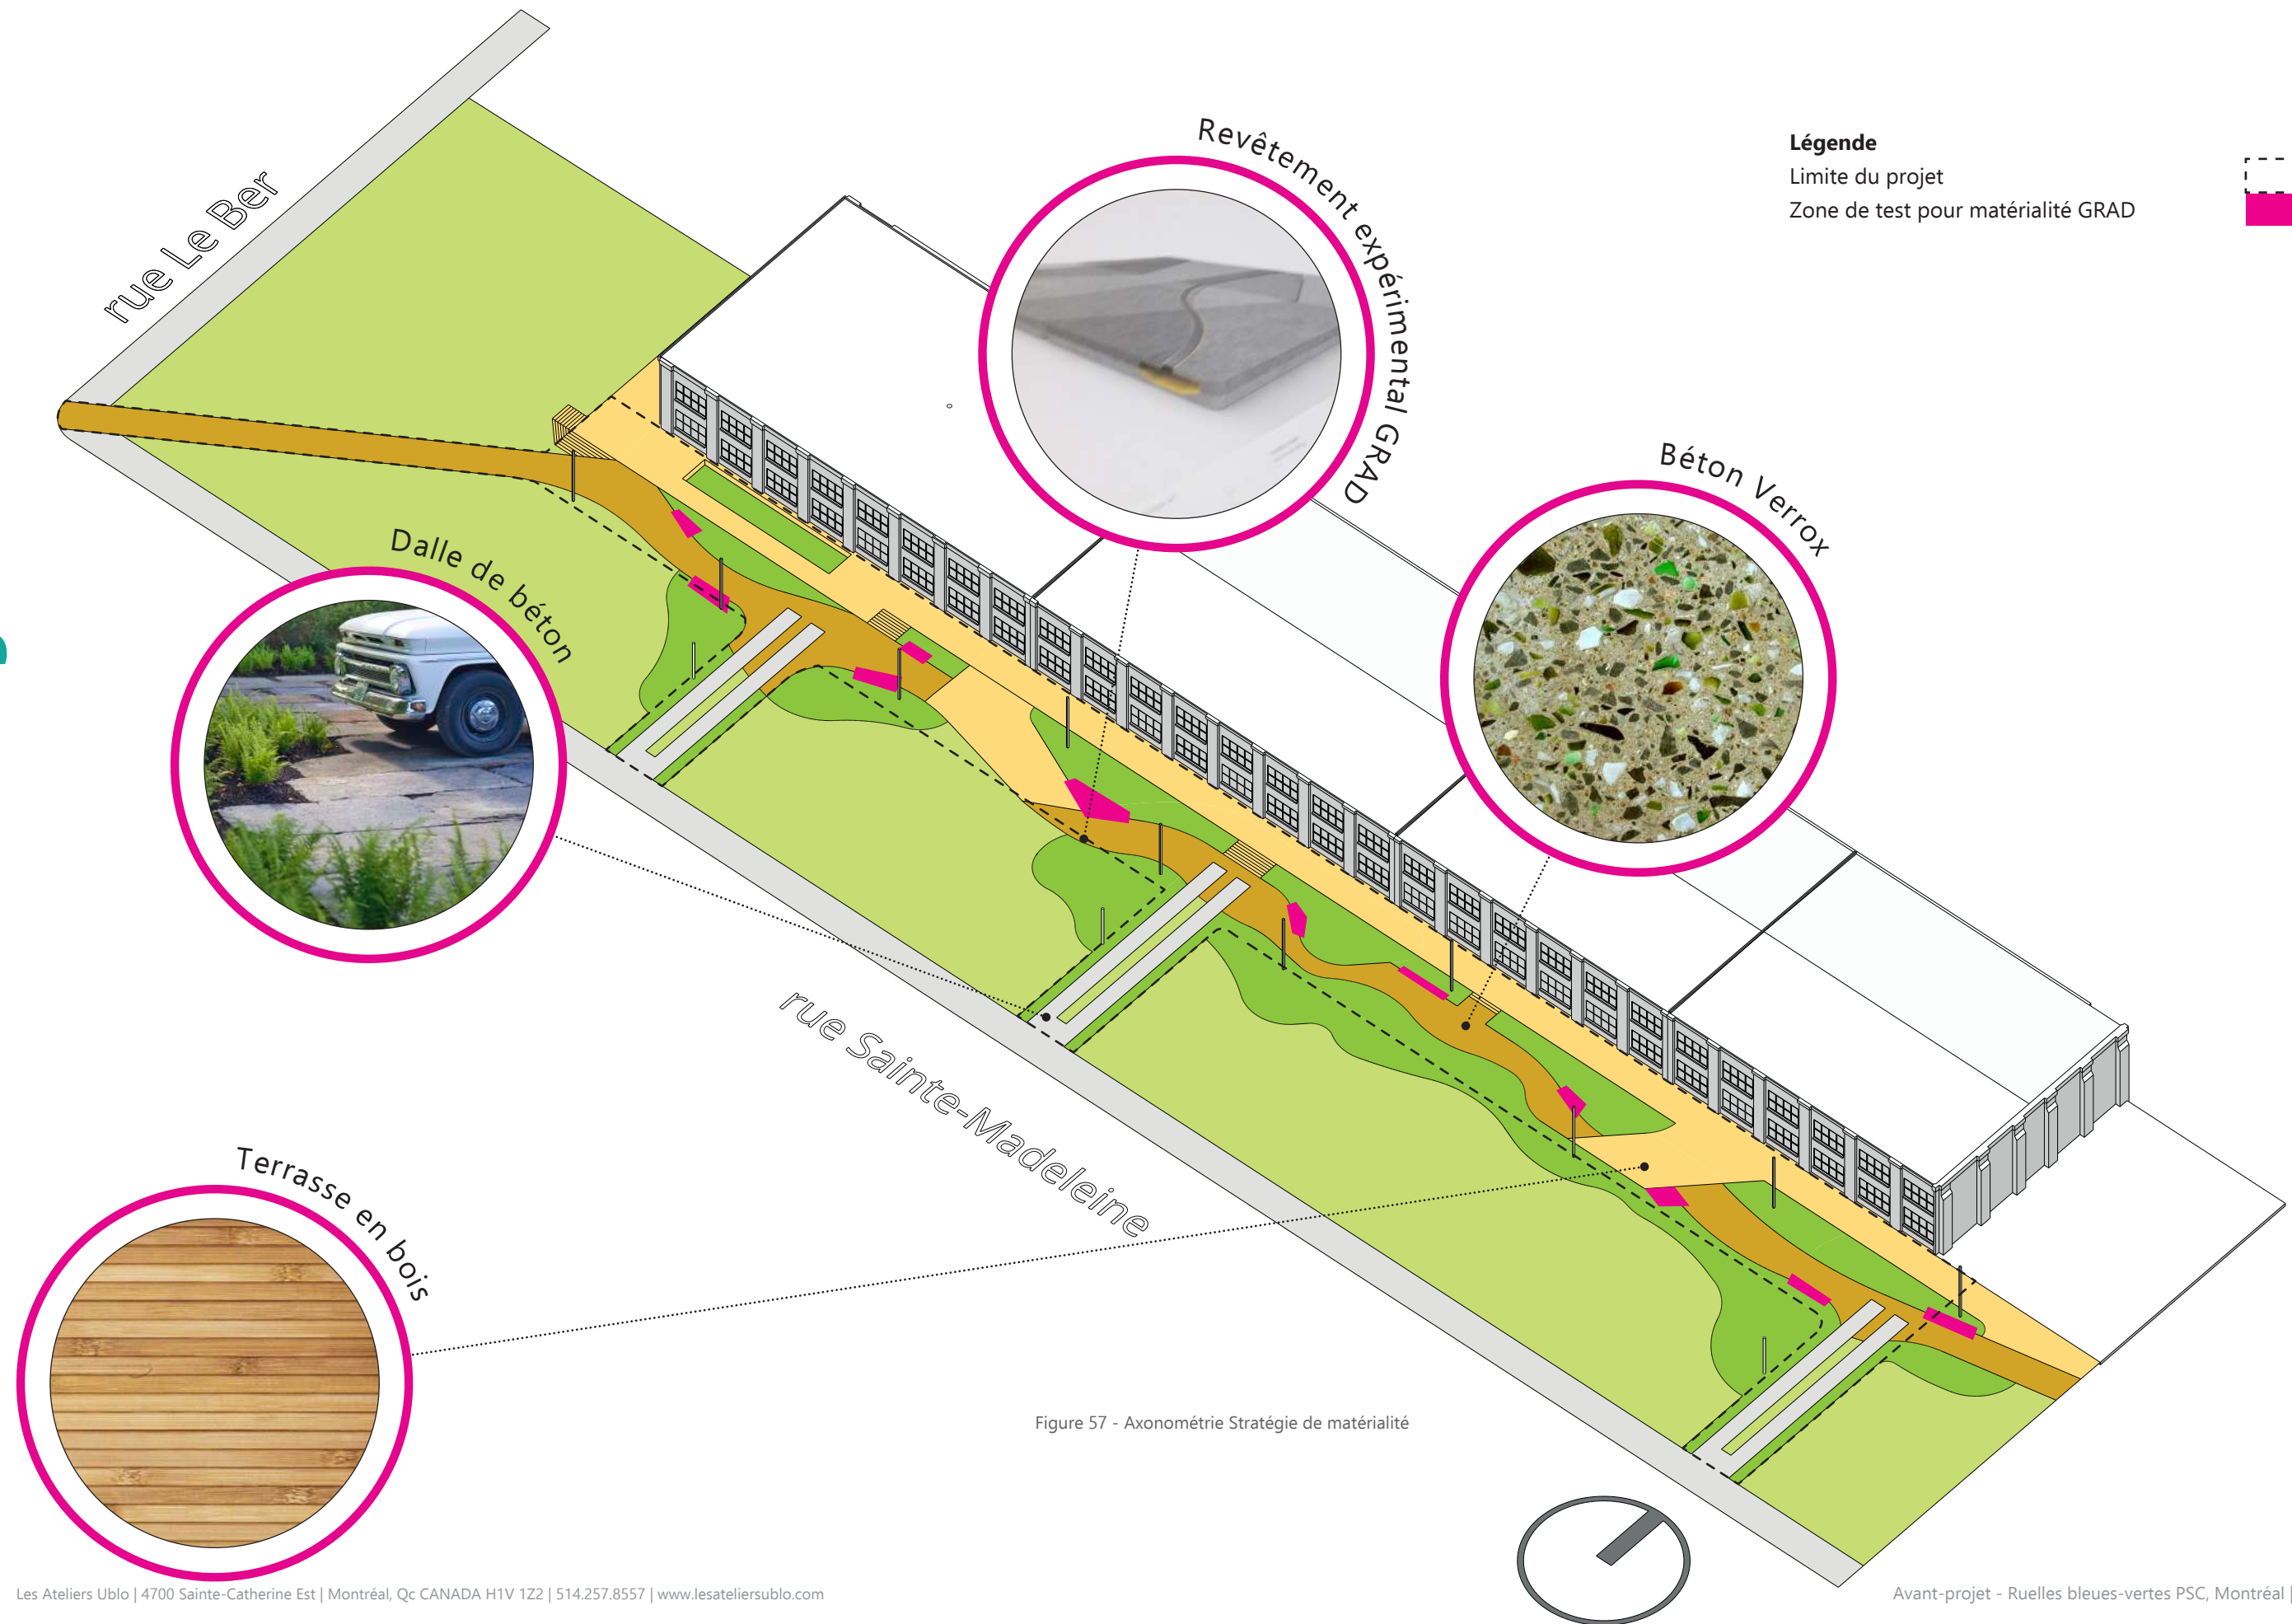 rue Le Ber
Revêtement expérimental GRAD
Légende
Limite du projet
Zone de test pour matérialité GRAD
Béton Verrox
Dalle de béton
rue Sainte-Madeleine
Terrasse en bois
Figure 57 - Axonométrie Stratégie de matérialité
Les Ateliers Ublo | 4700 Sainte-Catherine Est | Montréal, Qc CANADA H1V 1Z2 | 514.257.8557 | www.lesateliersublo.com
Avant-projet - Ruelles bleues-vertes PSC, Montréal |